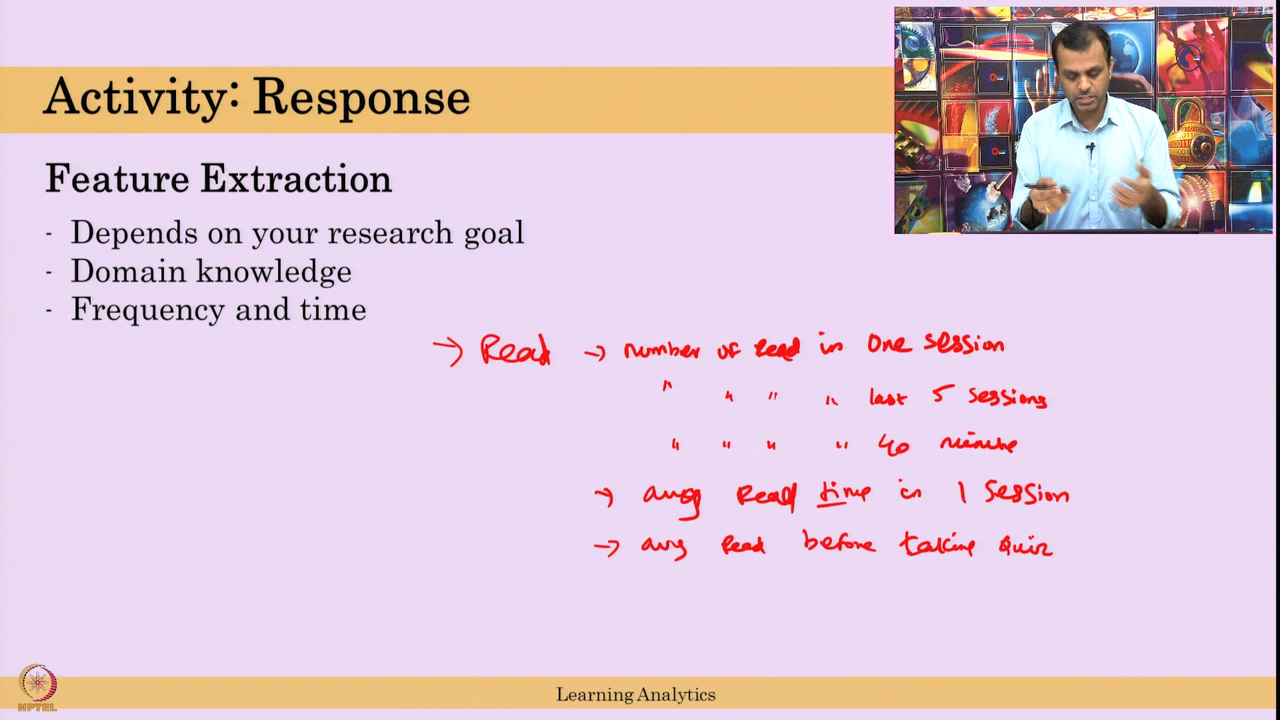 Activity: Response
Feature Extraction
- Depends on your research goal
- Domain knowledge
- Frequency and time
→ Read → number of read in one session
" " " " last 5 sessions
" " " " 40 minute
→ avg Read time in 1 session
→ avg read before taking quiz
Learning Analytics
NPTEL